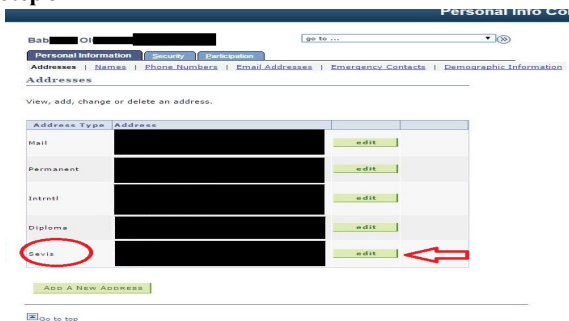 Personal Info Co
Bab Ol go to ...
Personal Information Security Participation
Addresses | Names | Phone Numbers | Email Addresses | Emergency Contacts | Demographic Information
Addresses
View, add, change or delete an address.
Address Type Address
Mail edit
Permanent edit
Intrntl edit
Diploma edit
Sevis edit
ADD A NEW ADDRESS
Go to top